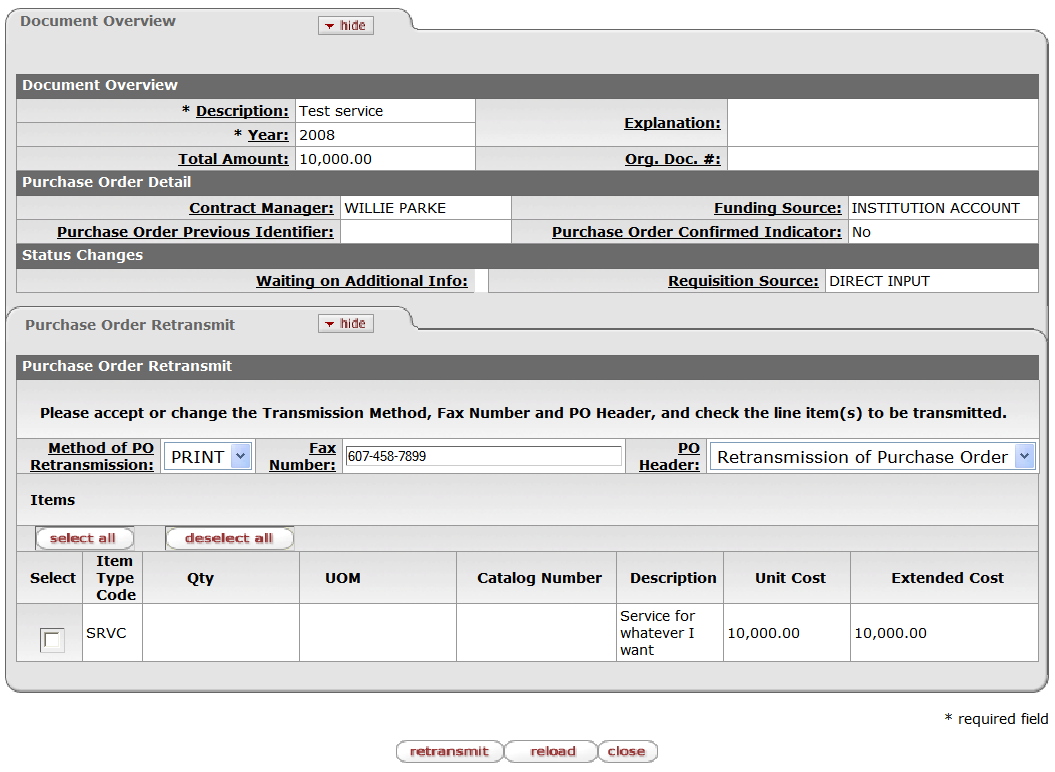 Document Overview
hide
Document Overview
* Description: Test service
Explanation:
* Year: 2008
Total Amount: 10,000.00 Org. Doc. #:
Purchase Order Detail
Contract Manager: WILLIE PARKE Funding Source: INSTITUTION ACCOUNT
Purchase Order Previous Identifier: Purchase Order Confirmed Indicator: No
Status Changes
Waiting on Additional Info: Requisition Source: DIRECT INPUT
Purchase Order Retransmit
hide
Purchase Order Retransmit
Please accept or change the Transmission Method, Fax Number and PO Header, and check the line item(s) to be transmitted.
Method of PO
Retransmission: PRINT
Fax
Number: 607-458-7899
PO
Header: Retransmission of Purchase Order
Items
select all deselect all
Select
Item
Type
Code
Qty UOM Catalog Number Description Unit Cost Extended Cost
SRVC
Service for
whatever I
want
10,000.00 10,000.00
* required field
retransmit reload close